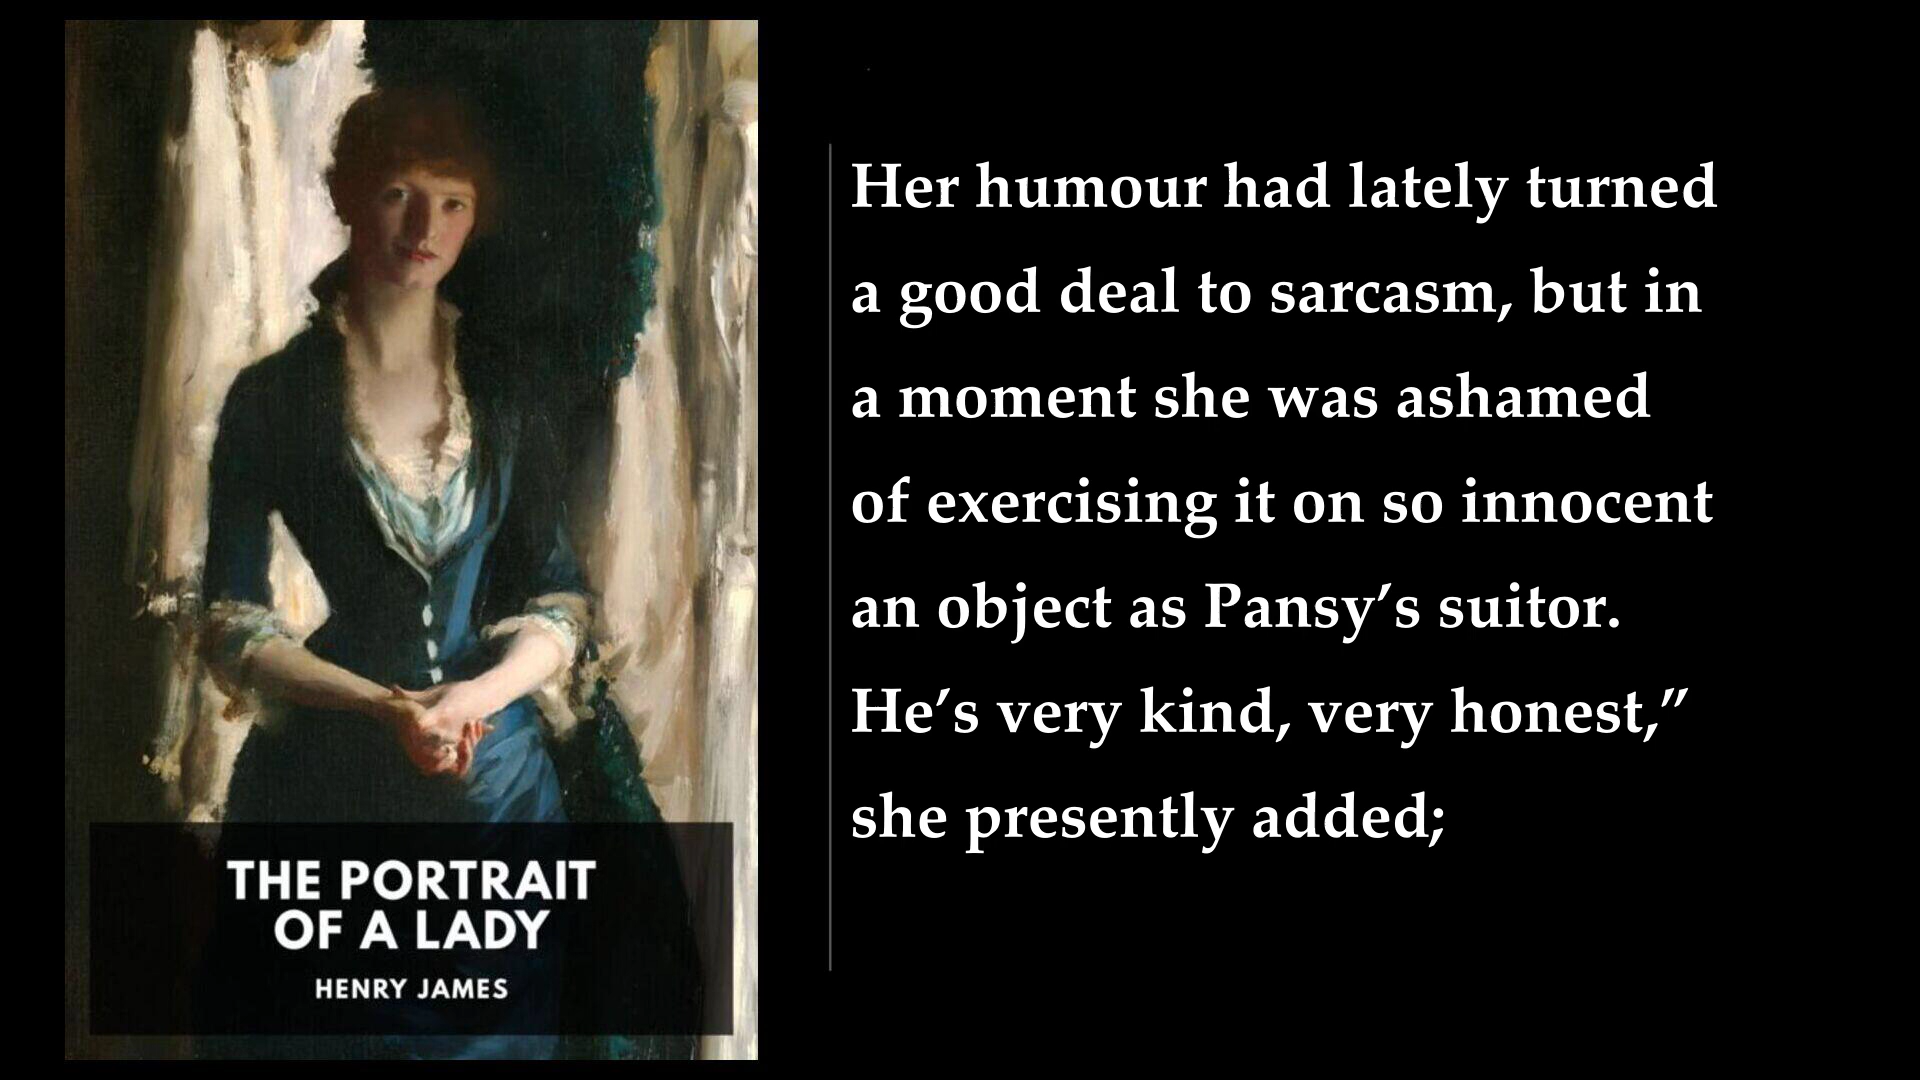 THE PORTRAIT
OF A LADY
HENRY JAMES
Her humour had lately turned
a good deal to sarcasm, but in
a moment she was ashamed
of exercising it on so innocent
an object as Pansy’s suitor.
He’s very kind, very honest,”
she presently added;